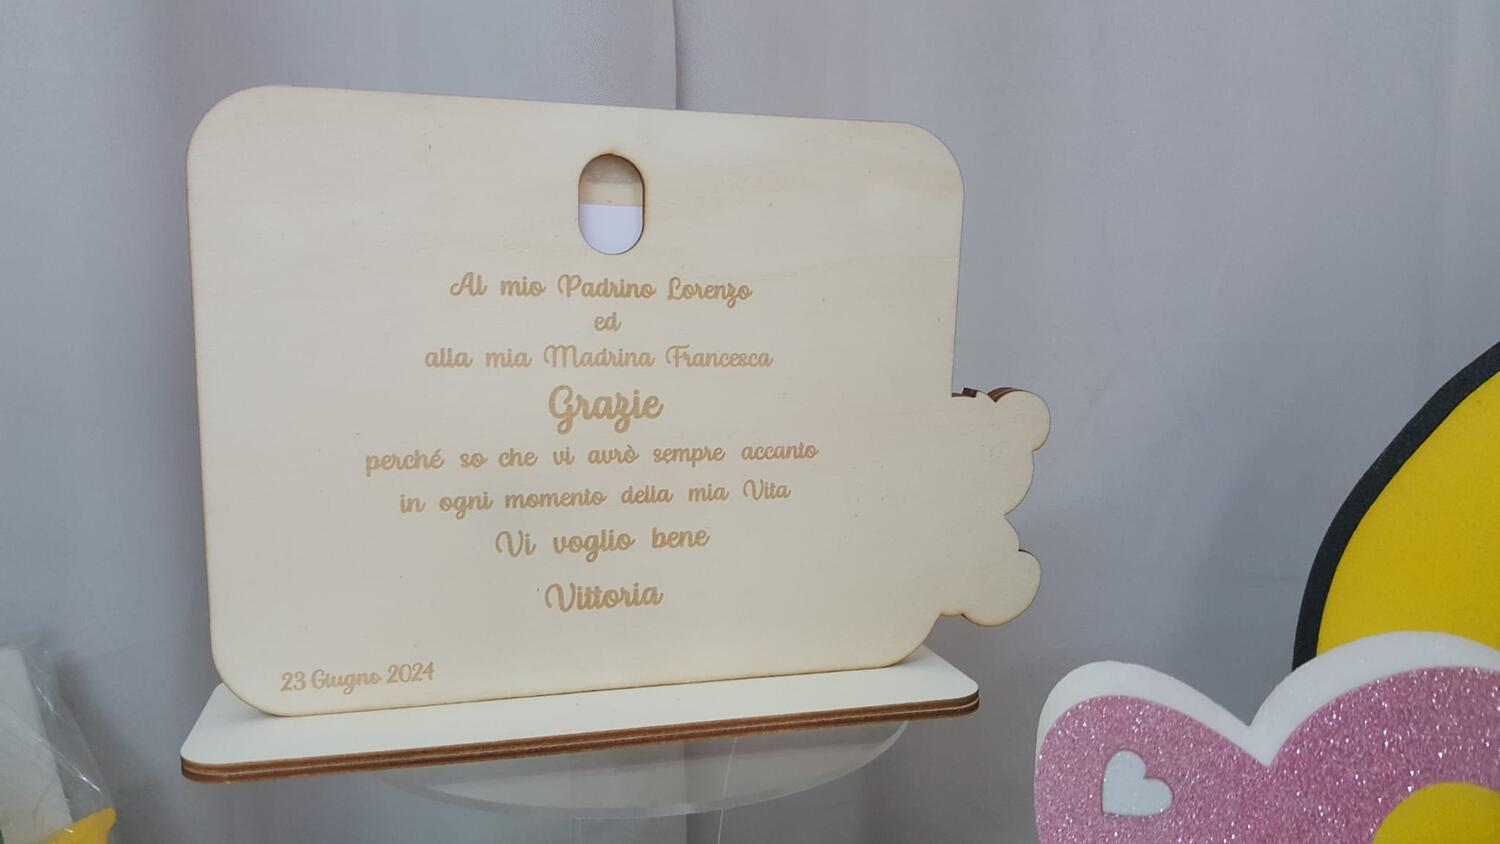 Al mio Padrino Lorenzo
ed
alla mia Madrina Francesca
Grazie
perché so che vi avrò sempre accanto
in ogni momento della mia Vita
Vi voglio bene
Vittoria
23 Giugno 2024